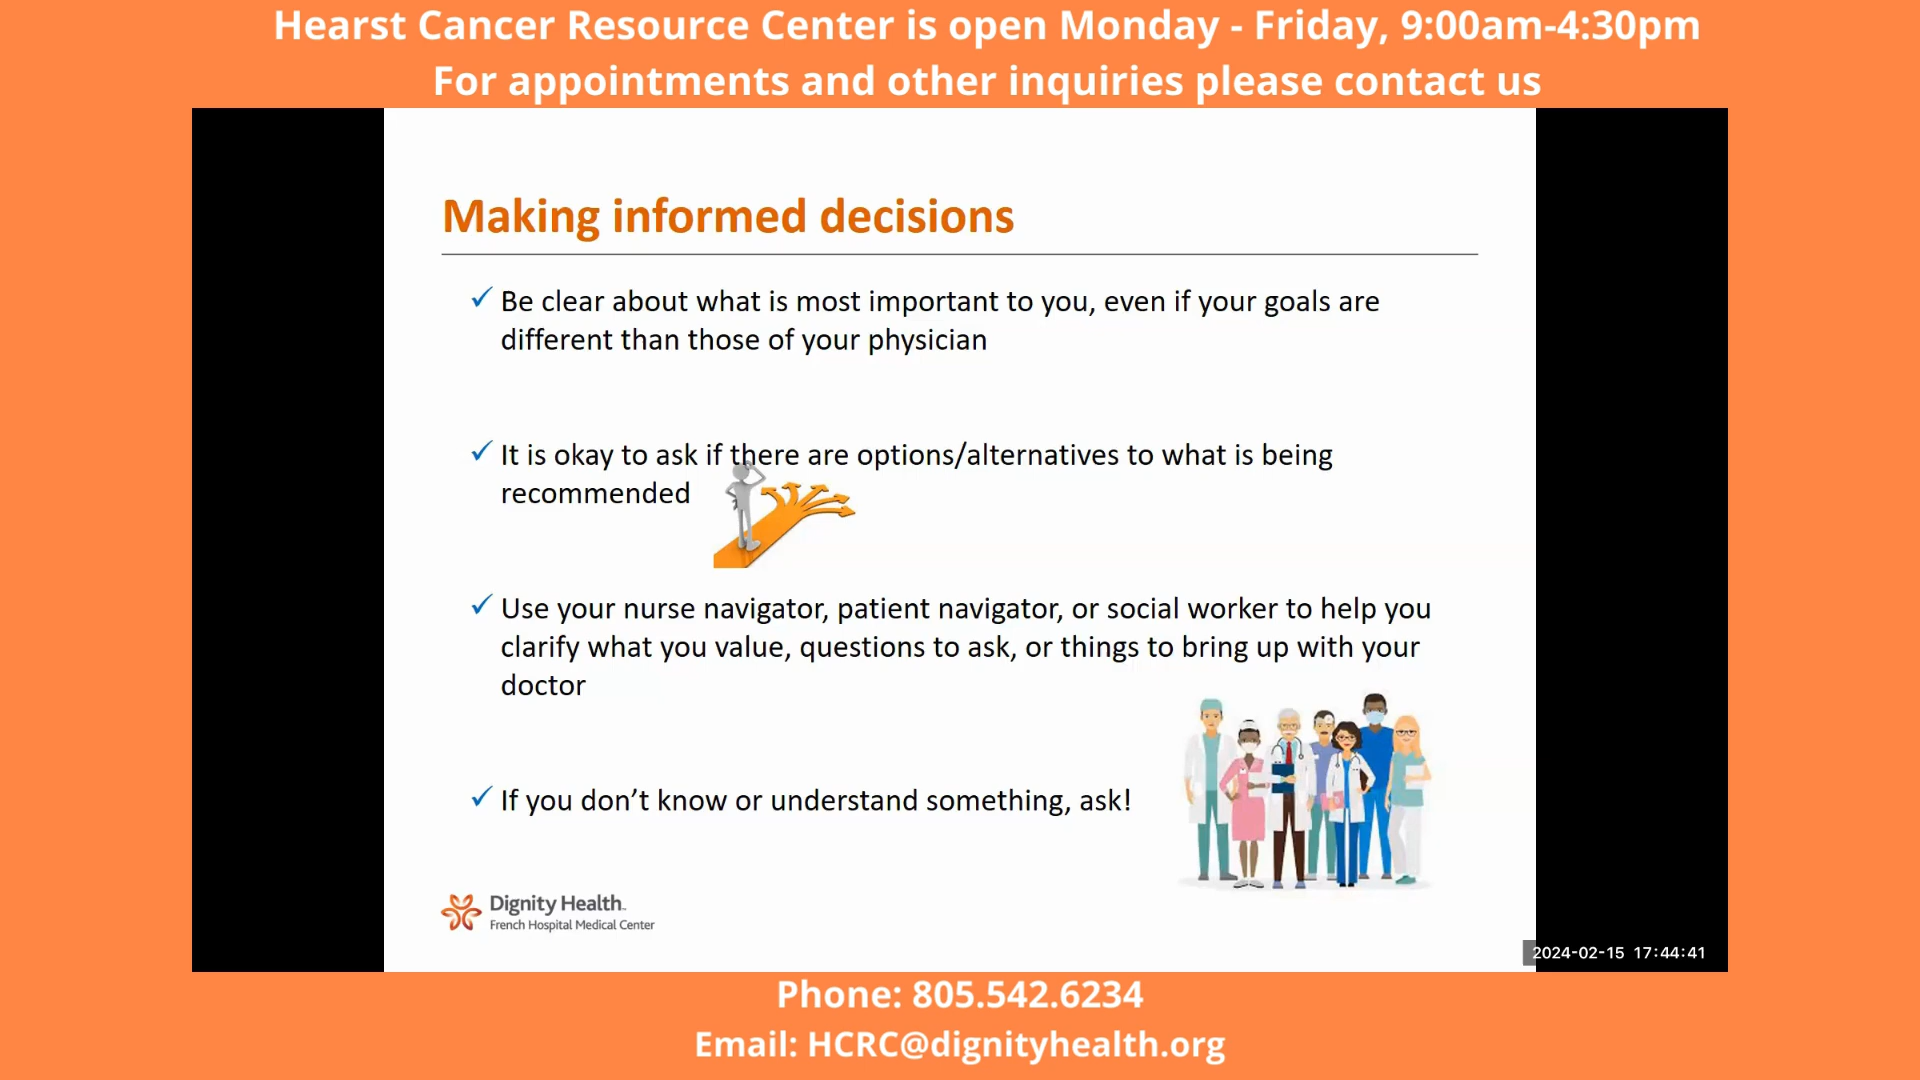 Hearst Cancer Resource Center is open Monday - Friday, 9:00am-4:30pm
For appointments and other inquiries please contact us
Making informed decisions
✓ Be clear about what is most important to you, even if your goals are
different than those of your physician
✓ It is okay to ask if there are options/alternatives to what is being
recommended
✓ Use your nurse navigator, patient navigator, or social worker to help you
clarify what you value, questions to ask, or things to bring up with your
doctor
✓ If you don’t know or understand something, ask!
Dignity Health™
French Hospital Medical Center
2024-02-15 17:44:41
Phone: 805.542.6234
Email: HCRC@dignityhealth.org